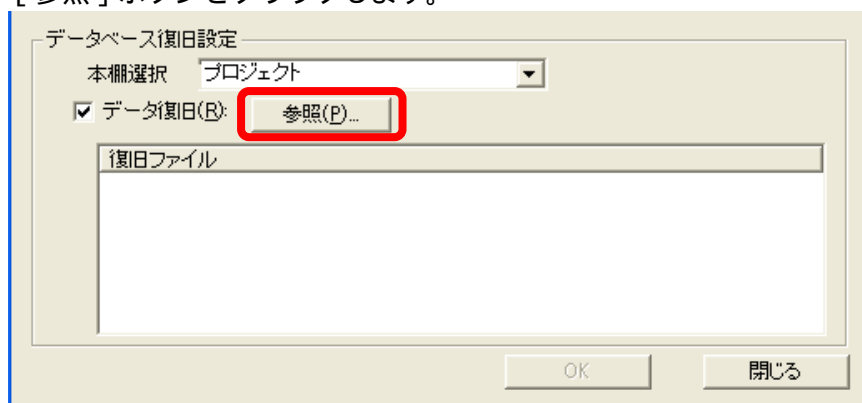 [ 参照 ] ボタンをクリックします。
データベース復旧設定
本棚選択 プロジェクト
データ復旧(R): 参照(P)...
復旧ファイル
OK 閉じる